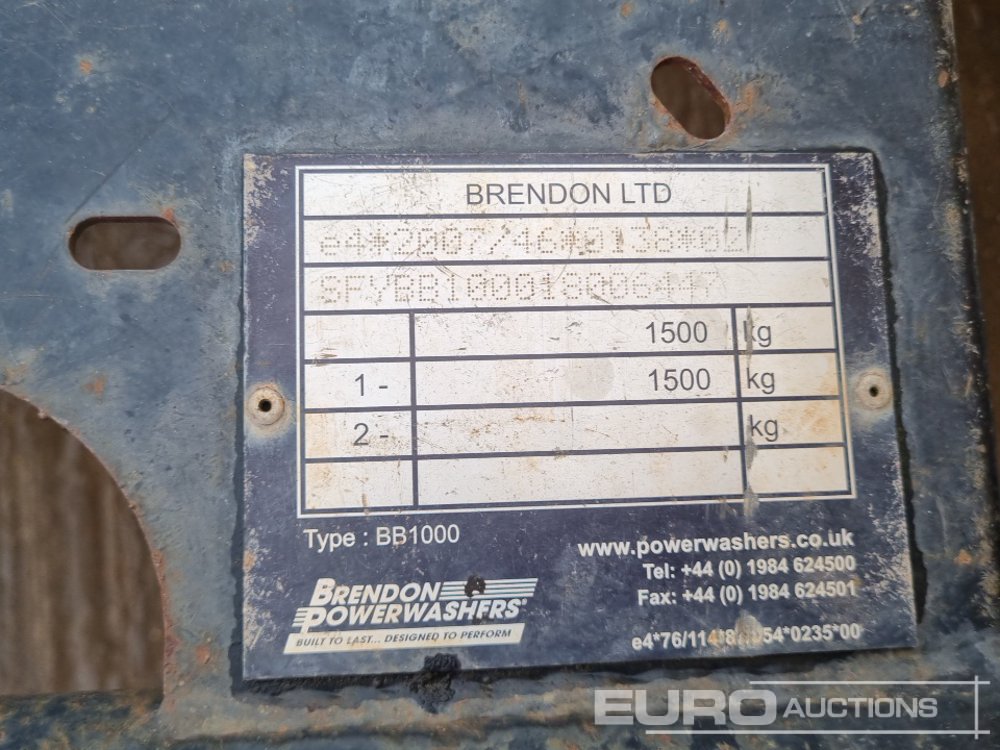 BRENDON LTD
e4*2007/46*0138*00
1500 kg
1 - 1500 kg
2 - kg
Type : BB1000
www.powerwashers.co.uk
Tel: +44 (0) 1984 624500
Fax: +44 (0) 1984 624501
BRENDON
POWERWASHERS
BUILT TO LAST... DESIGNED TO PERFORM
EURO AUCTIONS